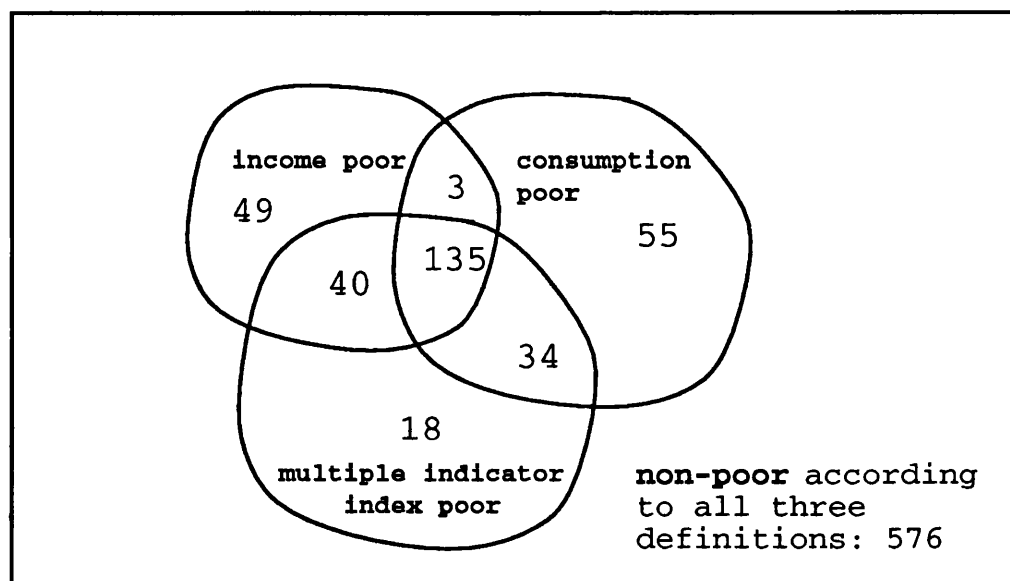 income poor
consumption
poor
3
49
55
135
40
34
18
multiple indicator
index poor
non-poor according
to all three
definitions: 576